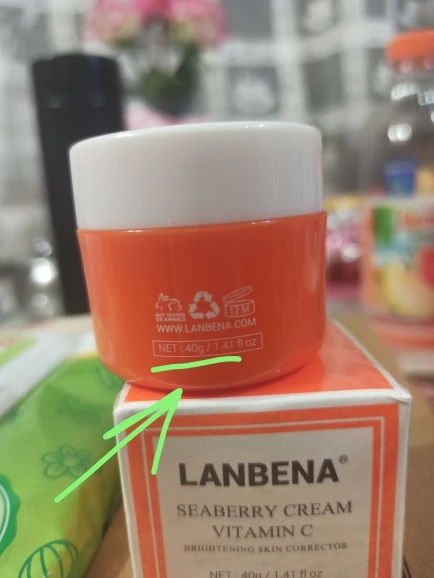 NOT TESTED
ON ANIMALS
12M
WWW.LANBENA.COM
NET : 40g / 1.41 fl oz
LANBENA®
SEABERRY CREAM
VITAMIN C
BRIGHTENING SKIN CORRECTOR
NET : 40g / 1.41 fl oz